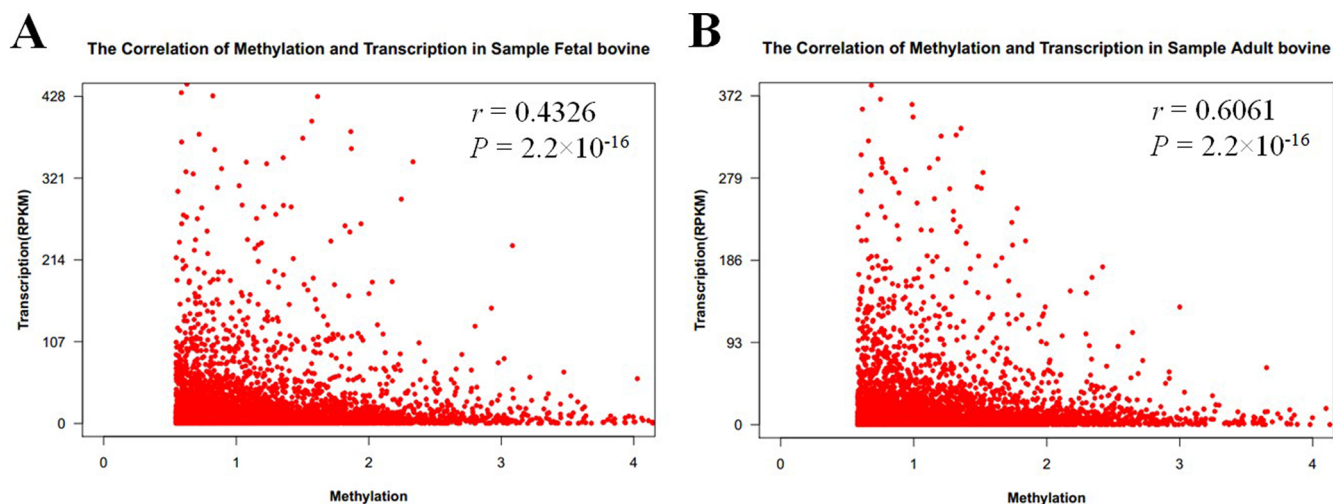 A
The Correlation of Methylation and Transcription in Sample Fetal bovine
r = 0.4326
P = 2.2×10-16
Transcription(RPKM)
428
321
214
107
0
0 1 2 3 4
Methylation
B
The Correlation of Methylation and Transcription in Sample Adult bovine
r = 0.6061
P = 2.2×10-16
Transcription(RPKM)
372
279
186
93
0
0 1 2 3 4
Methylation